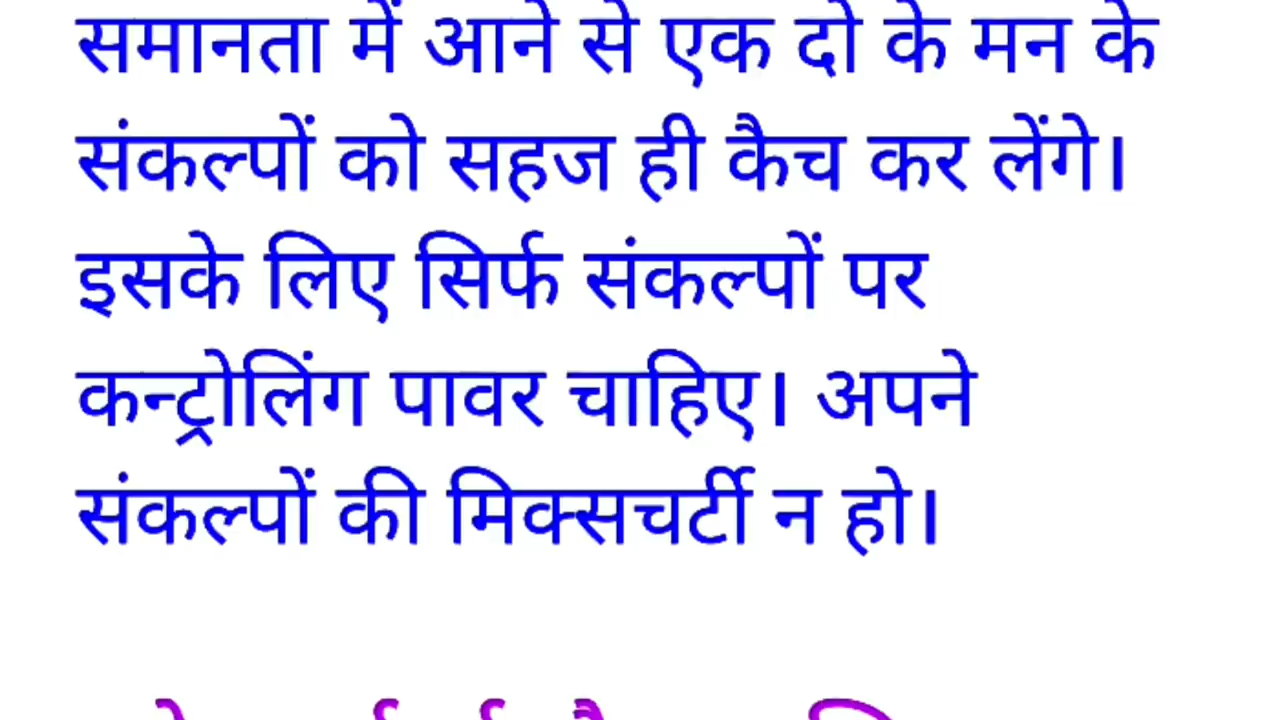 समानता में आने से एक दो के मन के
संकल्पों को सहज ही कैच कर लेंगे।
इसके लिए सिर्फ संकल्पों पर
कन्ट्रोलिंग पावर चाहिए। अपने
संकल्पों की मिक्सचर्टी न हो।